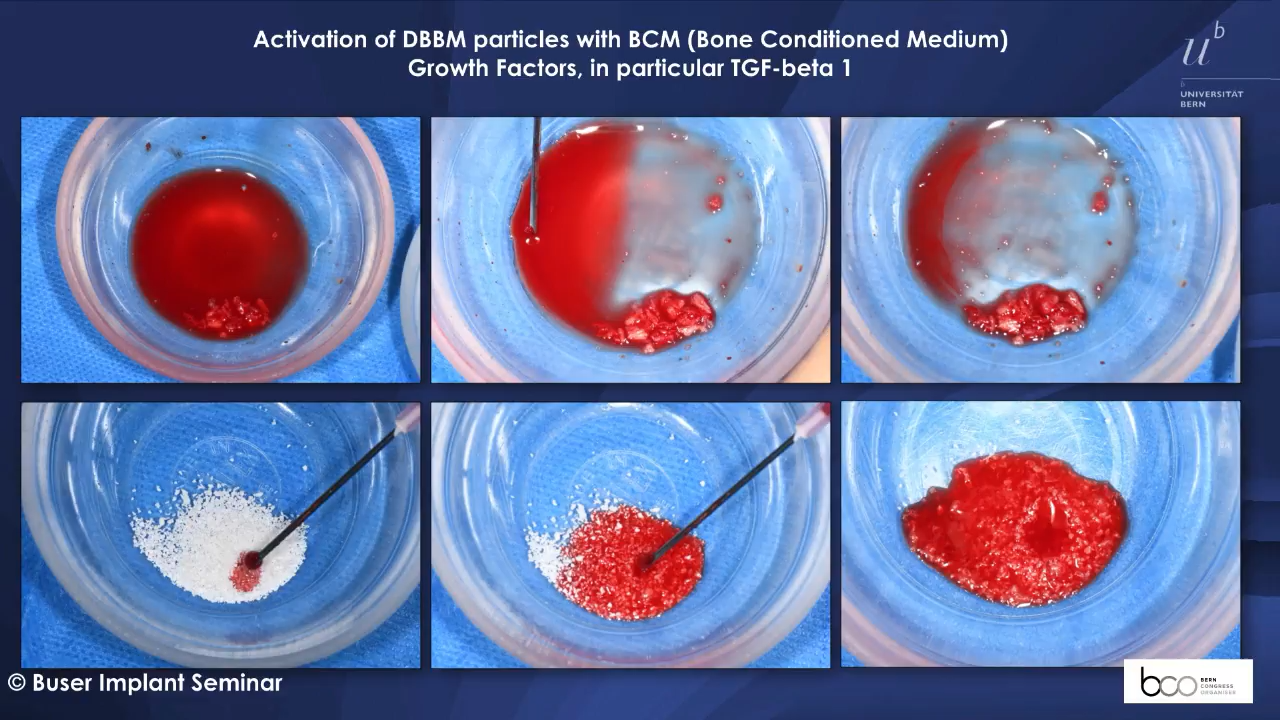 Activation of DBBM particles with BCM (Bone Conditioned Medium)
Growth Factors, in particular TGF-beta 1
u
b
b
UNIVERSITÄT
BERN
© Buser Implant Seminar
bco
BERN
CONGRESS
ORGANISER